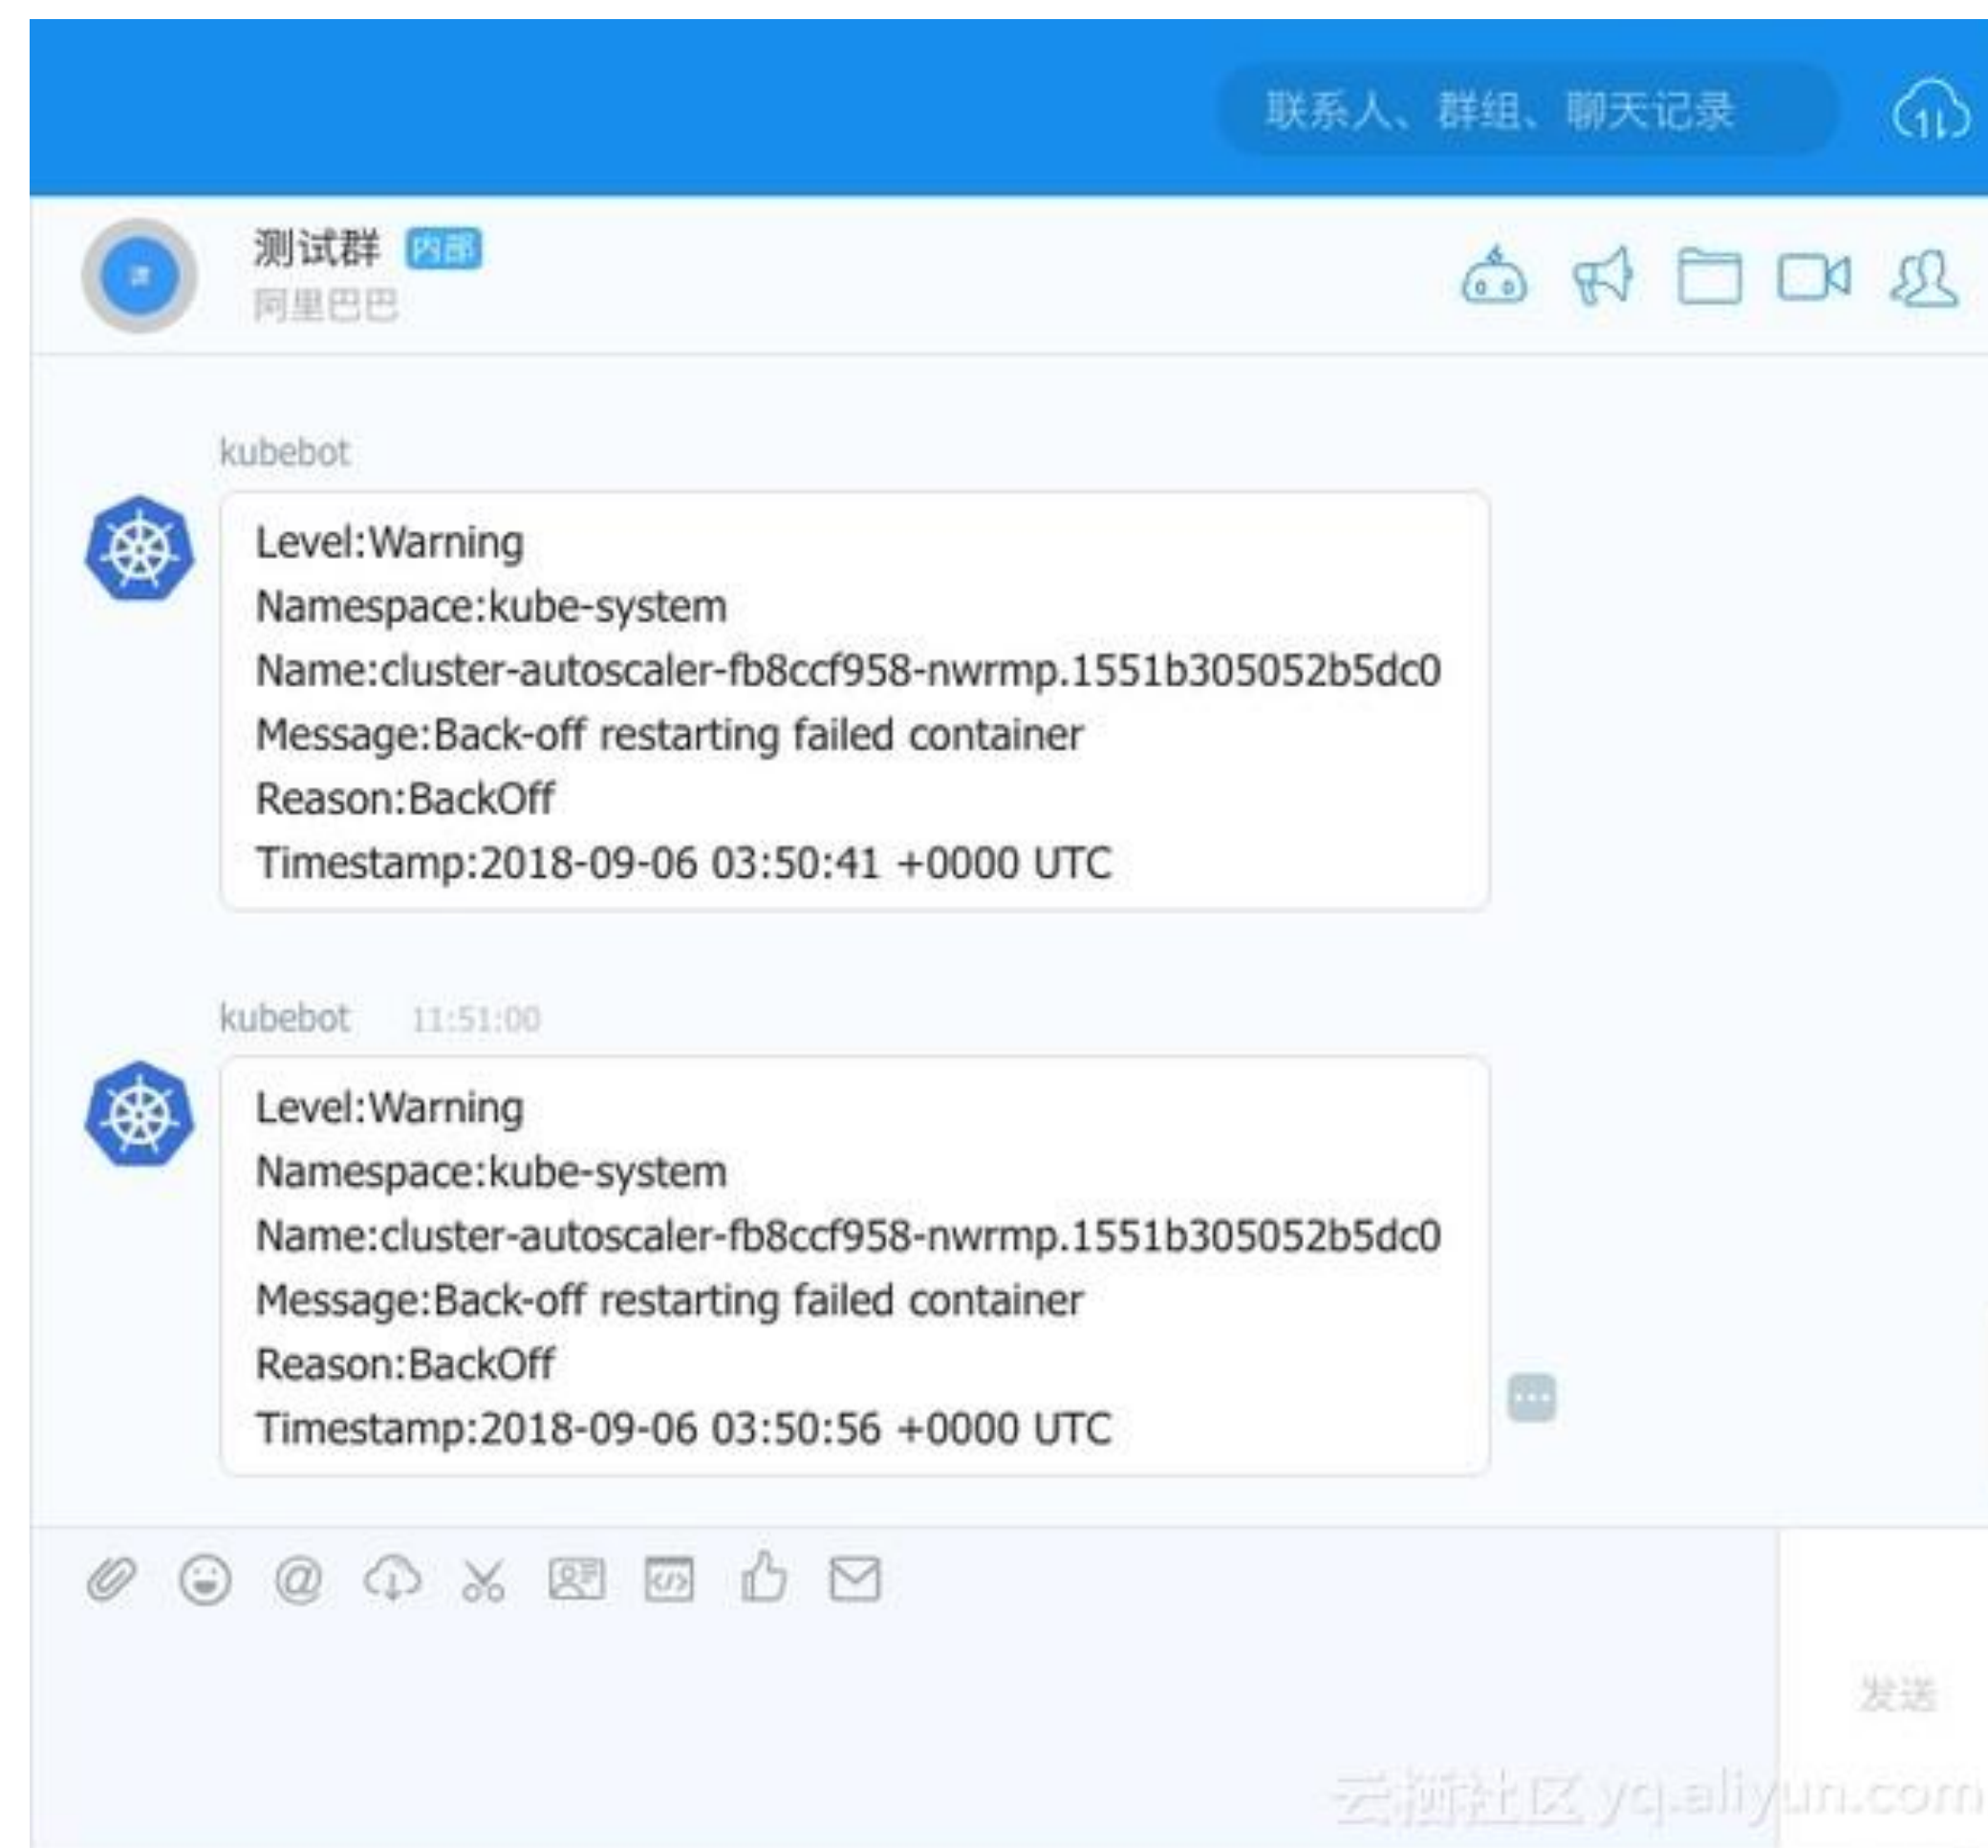 联系人、群组、聊天记录
测试群 内部
阿里巴巴
kubebot
Level:Warning
Namespace:kube-system
Name:cluster-autoscaler-fb8ccf958-nwrmp.1551b305052b5dc0
Message:Back-off restarting failed container
Reason:BackOff
Timestamp:2018-09-06 03:50:41 +0000 UTC
kubebot 11:51:00
Level:Warning
Namespace:kube-system
Name:cluster-autoscaler-fb8ccf958-nwrmp.1551b305052b5dc0
Message:Back-off restarting failed container
Reason:BackOff
Timestamp:2018-09-06 03:50:56 +0000 UTC
发送
云栖社区 yq.aliyun.com